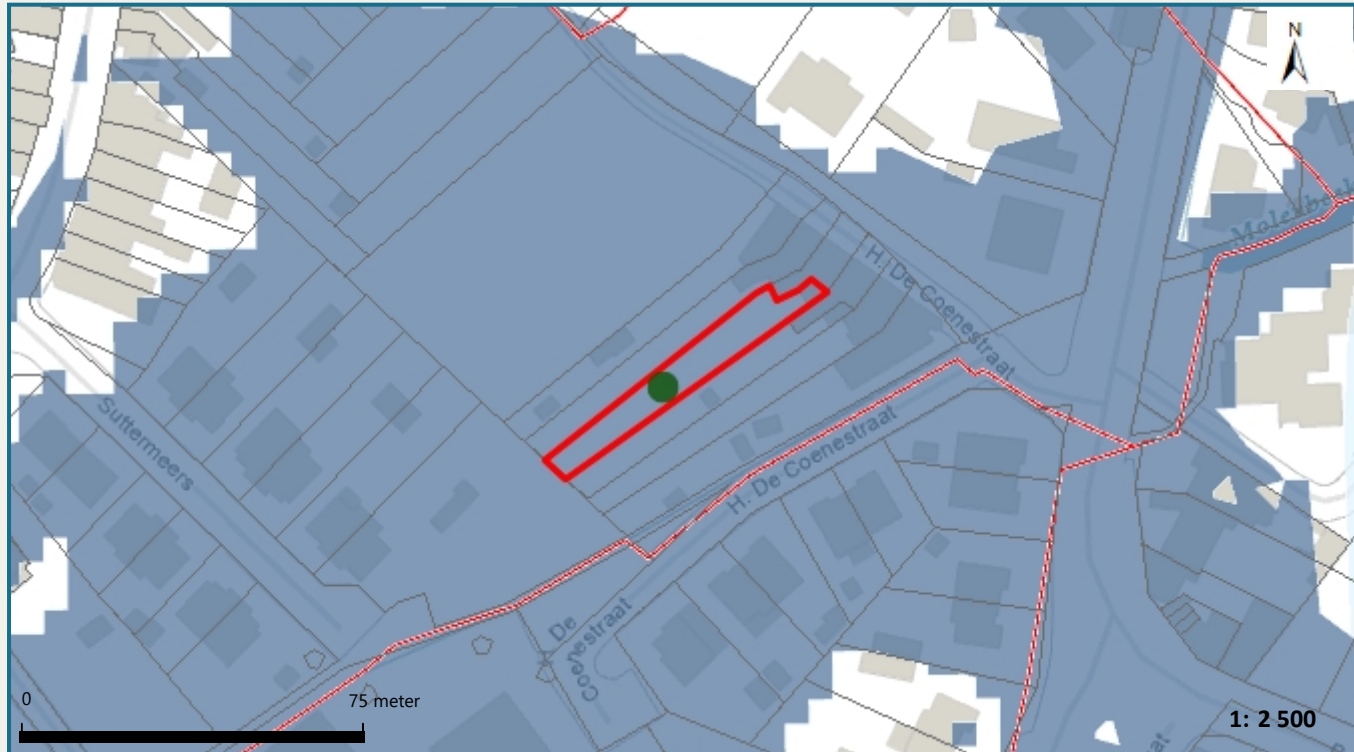 N
Molenbeek
H. De Coenestraat
Suttermeers
H. De Coenestraat
De
Coenestraat
0
75 meter
1: 2 500